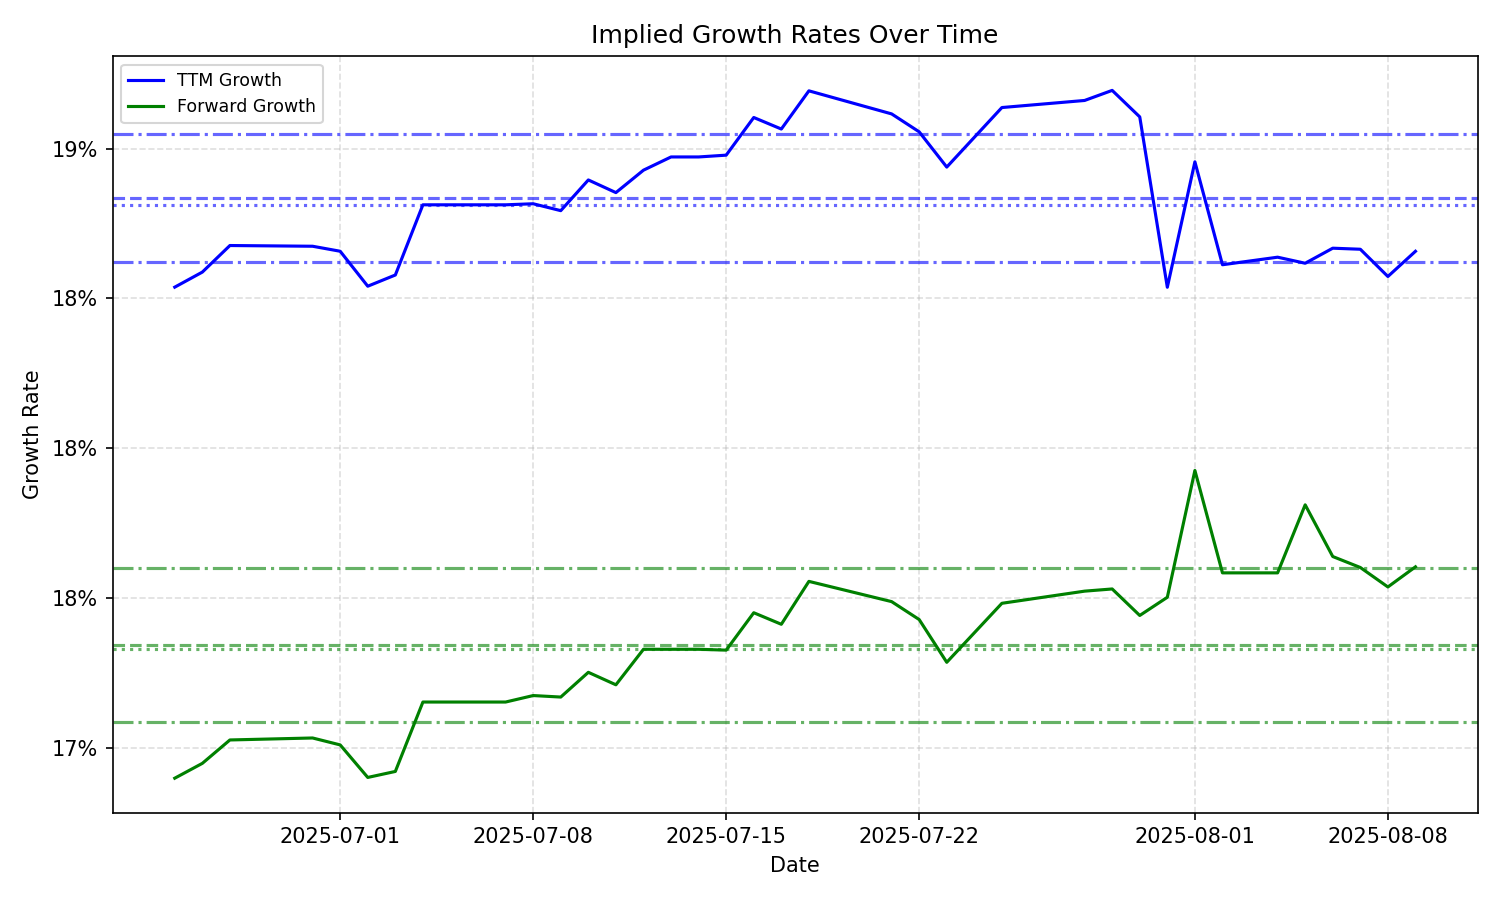 Implied Growth Rates Over Time
TTM Growth
Forward Growth
19%
18%
18%
18%
17%
Growth Rate
2025-07-01
2025-07-08
2025-07-15
2025-07-22
2025-08-01
2025-08-08
Date